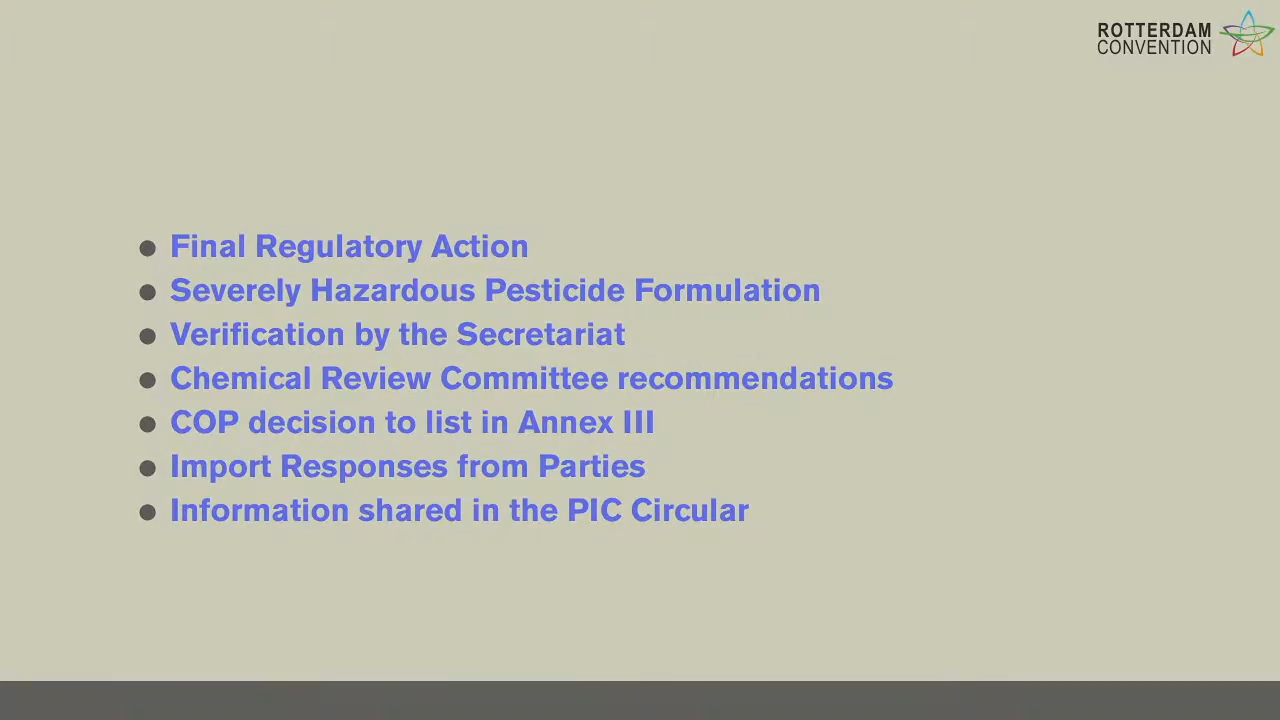 ROTTERDAM
CONVENTION
● Final Regulatory Action
● Severely Hazardous Pesticide Formulation
● Verification by the Secretariat
● Chemical Review Committee recommendations
● COP decision to list in Annex III
● Import Responses from Parties
● Information shared in the PIC Circular